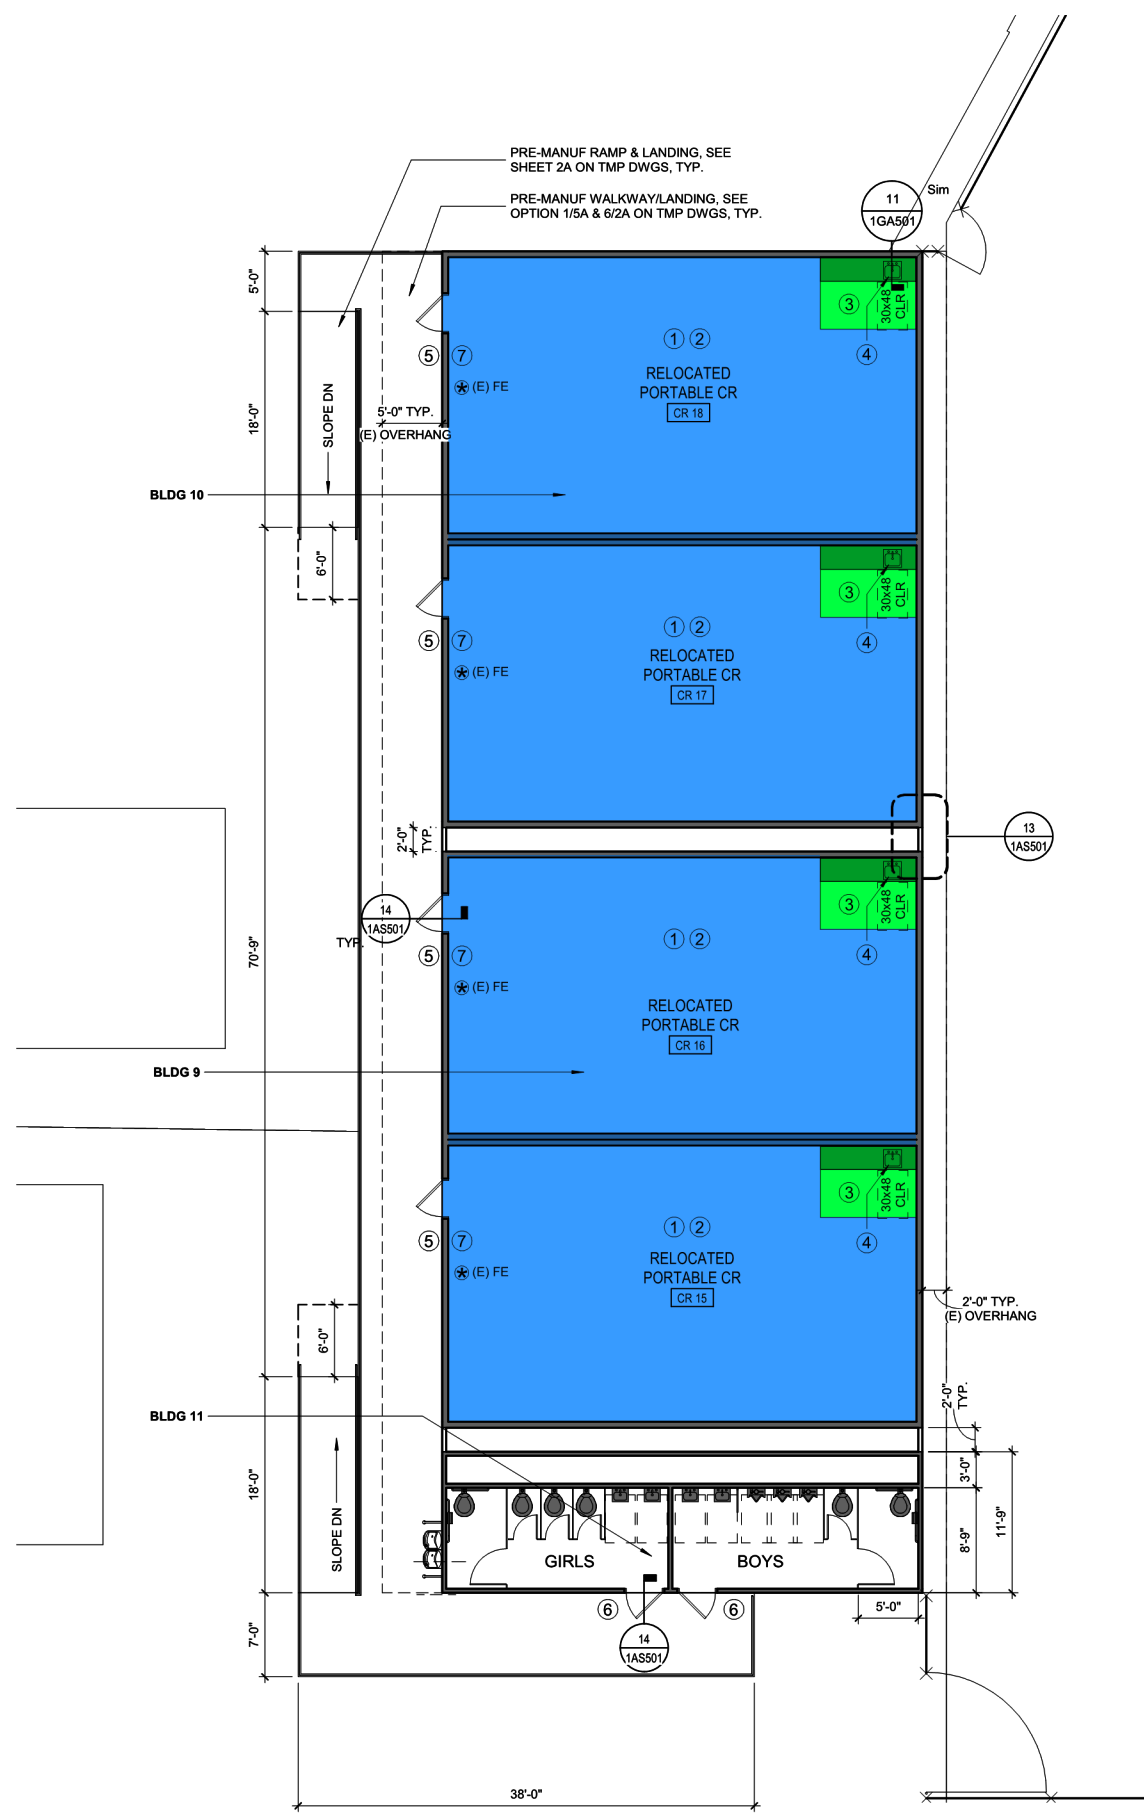 PRE-MANUF RAMP & LANDING, SEE
SHEET 2A ON TMP DWGS, TYP.
PRE-MANUF WALKWAY/LANDING, SEE
OPTION 1/5A & 6/2A ON TMP DWGS, TYP.
Sim
11
1GA501
5'-0"
18'-0"
SLOPE DN
6'-0"
5'-0" TYP.
(E) OVERHANG
BLDG 10
5
7
(E) FE
1 2
RELOCATED
PORTABLE CR
CR 18
3
30x48
CLR
4
5
7
(E) FE
1 2
RELOCATED
PORTABLE CR
CR 17
3
30x48
CLR
4
2'-0"
TYP.
13
1AS501
14
1AS501
TYP.
70'-9"
5
7
(E) FE
1 2
RELOCATED
PORTABLE CR
CR 16
3
30x48
CLR
4
BLDG 9
5
7
(E) FE
1 2
RELOCATED
PORTABLE CR
CR 15
3
30x48
CLR
4
2'-0" TYP.
(E) OVERHANG
6'-0"
BLDG 11
2'-0"
TYP.
3'-0"
8'-9"
11'-9"
18'-0"
SLOPE DN
GIRLS
BOYS
6
6
5'-0"
14
1AS501
7'-0"
38'-0"